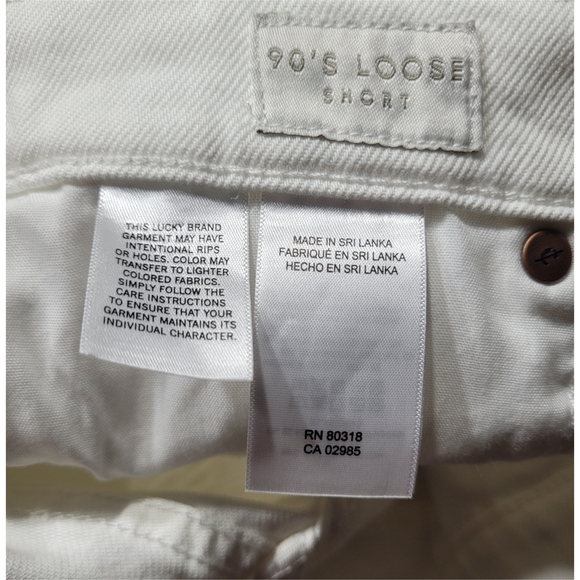 90'S LOOSE
SHORT
THIS LUCKY BRAND
GARMENT MAY HAVE
INTENTIONAL RIPS
OR HOLES. COLOR MAY
TRANSFER TO LIGHTER
COLORED FABRICS.
SIMPLY FOLLOW THE
CARE INSTRUCTIONS
TO ENSURE THAT YOUR
GARMENT MAINTAINS ITS
INDIVIDUAL CHARACTER.
MADE IN SRI LANKA
FABRIQUÉ EN SRI LANKA
HECHO EN SRI LANKA
RN 80318
CA 02985